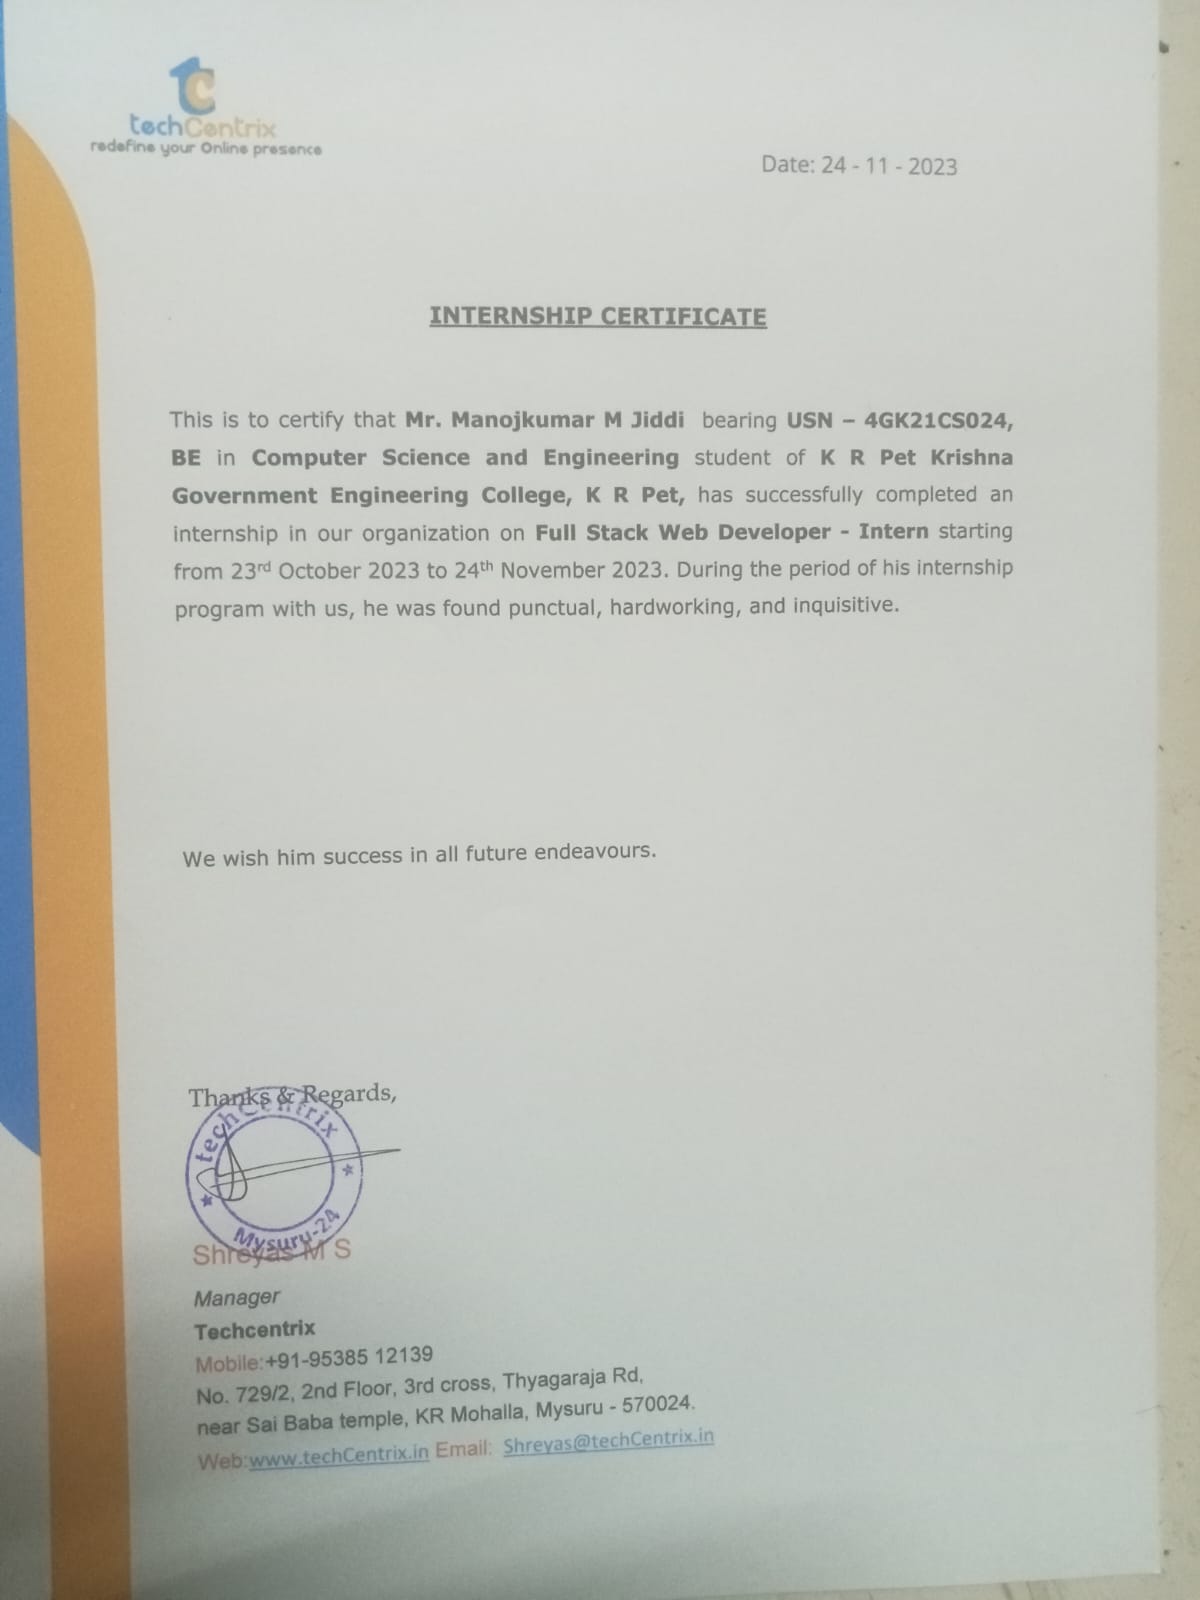 tc
techCentrix
redefine your Online presence
Date: 24 - 11 - 2023
INTERNSHIP CERTIFICATE
This is to certify that Mr. Manojkumar M Jiddi bearing USN – 4GK21CS024,
BE in Computer Science and Engineering student of K R Pet Krishna
Government Engineering College, K R Pet, has successfully completed an
internship in our organization on Full Stack Web Developer - Intern starting
from 23rd October 2023 to 24th November 2023. During the period of his internship
program with us, he was found punctual, hardworking, and inquisitive.
We wish him success in all future endeavours.
Thanks & Regards,
techCentrix
Mysuru-24
Shreyas M S
Manager
Techcentrix
Mobile:+91-95385 12139
No. 729/2, 2nd Floor, 3rd cross, Thyagaraja Rd,
near Sai Baba temple, KR Mohalla, Mysuru - 570024.
Web:www.techCentrix.in Email: Shreyas@techCentrix.in